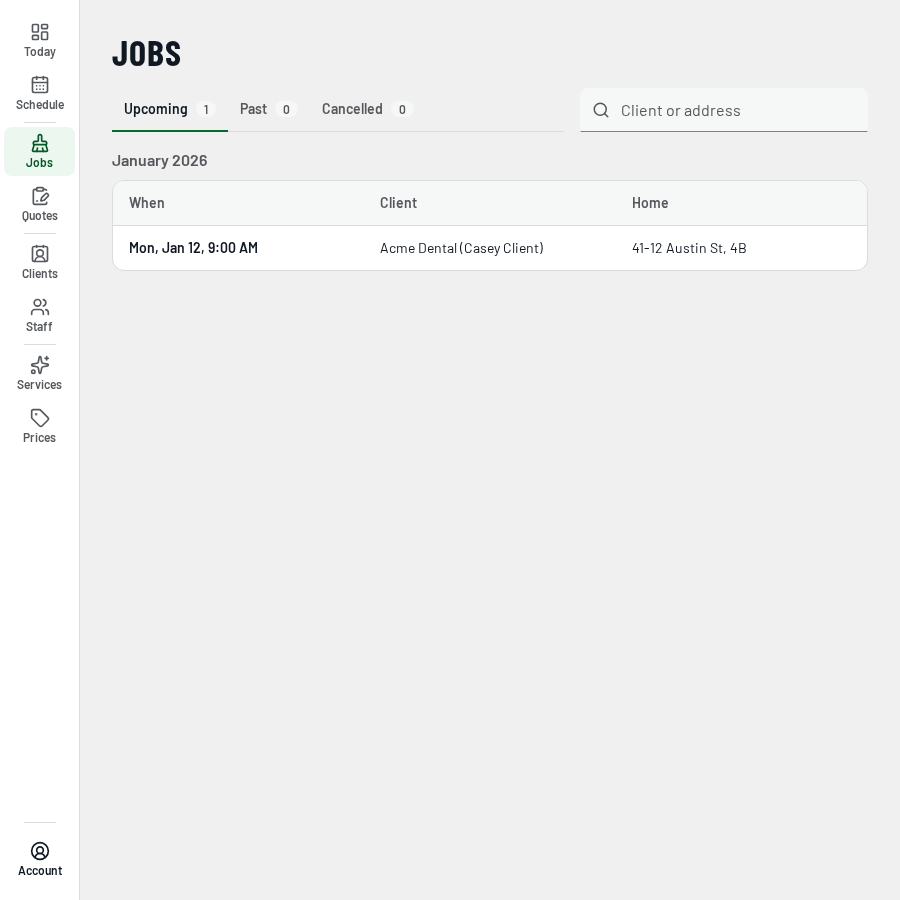 Today
Schedule
Jobs
Quotes
Clients
Staff
Services
Prices
Account
JOBS
Upcoming 1 Past 0 Cancelled 0
Client or address
January 2026
When Client Home
Mon, Jan 12, 9:00 AM Acme Dental (Casey Client) 41-12 Austin St, 4B